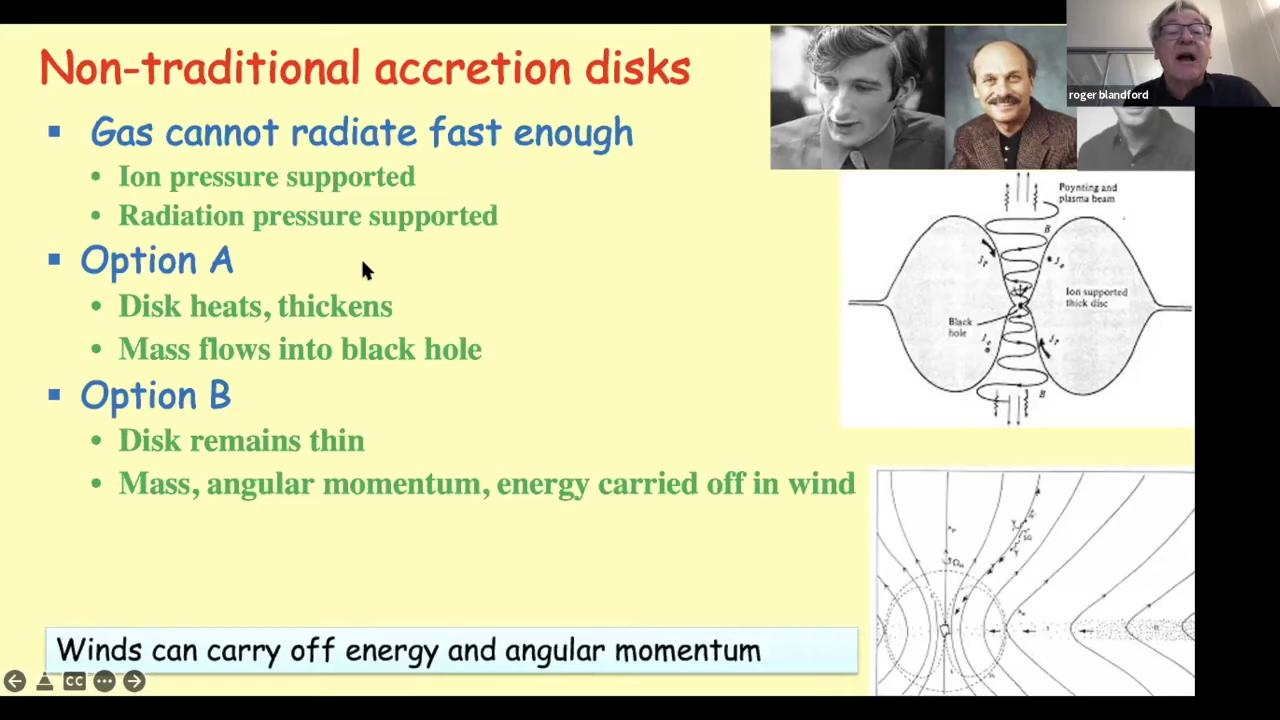 Non-traditional accretion disks
Gas cannot radiate fast enough
Ion pressure supported
Radiation pressure supported
Option A
Disk heats, thickens
Mass flows into black hole
Option B
Disk remains thin
Mass, angular momentum, energy carried off in wind
Winds can carry off energy and angular momentum
CC
roger blandford
Poynting and
plasma beam
B
Ion supported
thick disc
Black
hole
B